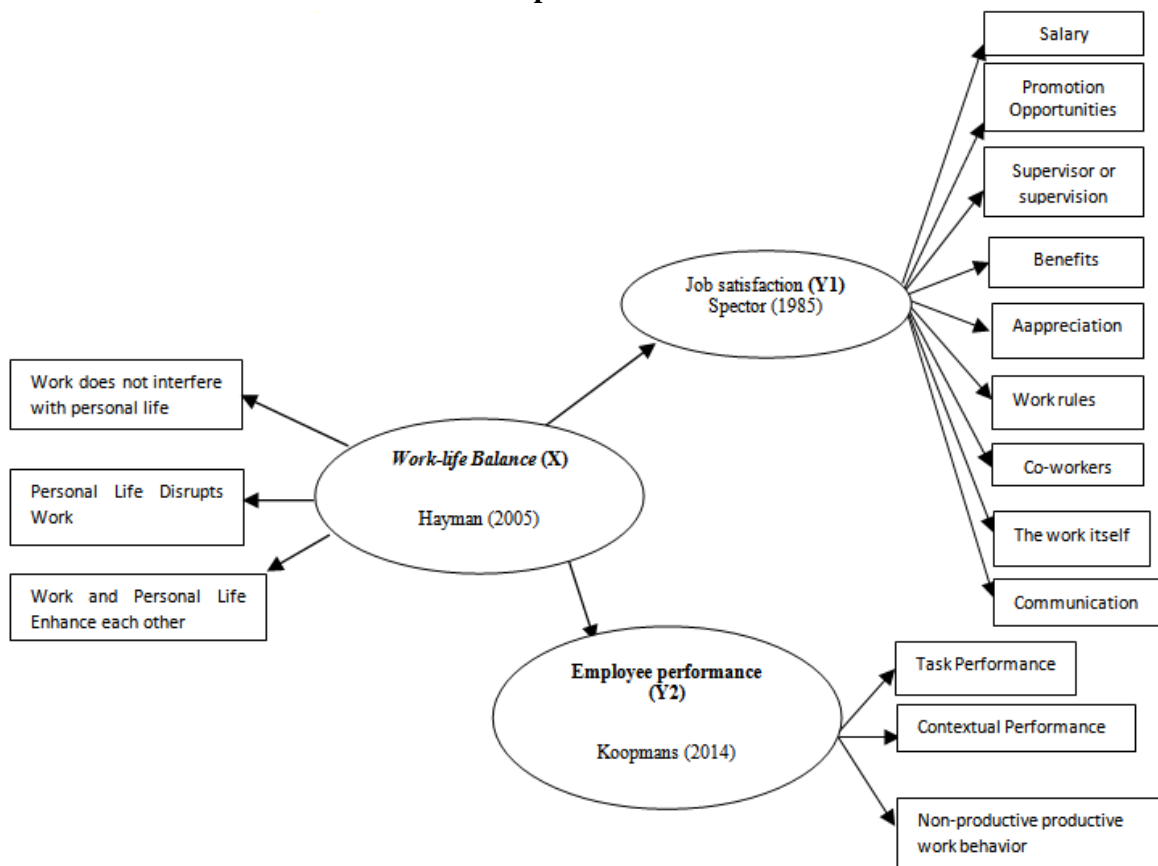 Salary
Promotion
Opportunities
Supervisor or
supervision
Benefits
Aappreciation
Work rules
Co-workers
The work itself
Communication
Job satisfaction (Y1)
Spector (1985)
Work does not interfere
with personal life
Personal Life Disrupts
Work
Work and Personal Life
Enhance each other
Work-life Balance (X)
Hayman (2005)
Employee performance
(Y2)
Koopmans (2014)
Task Performance
Contextual Performance
Non-productive productive
work behavior